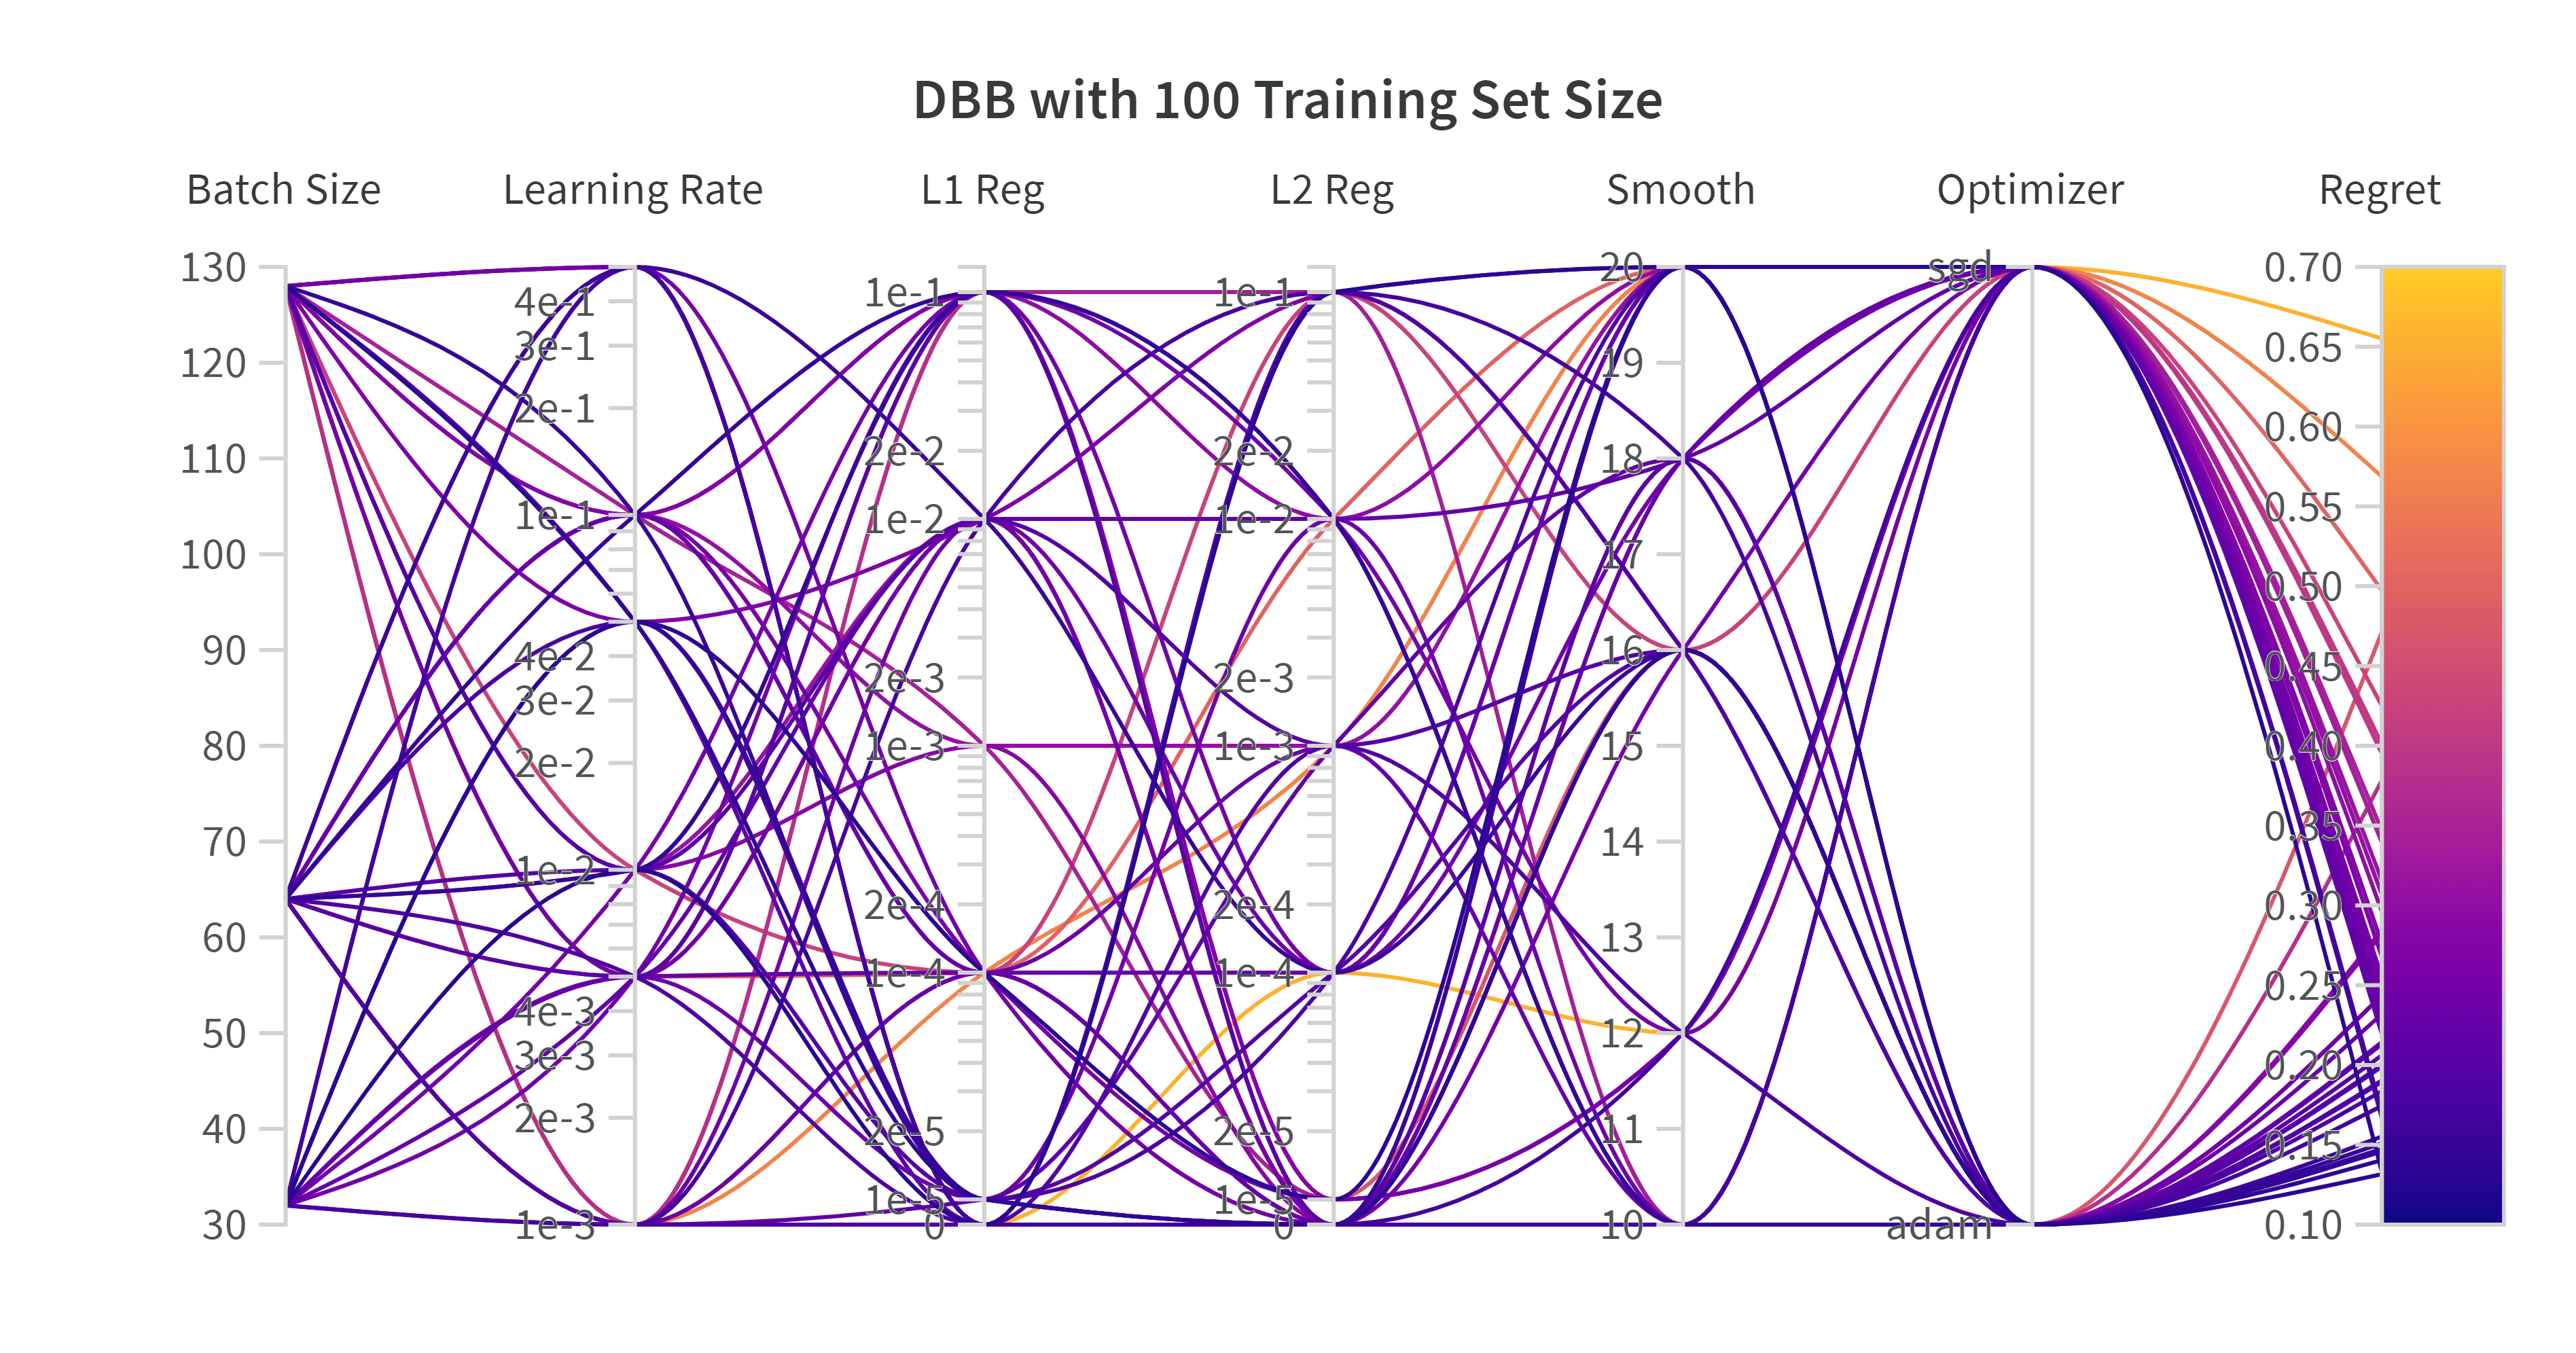 DBB with 100 Training Set Size
Batch Size
Learning Rate
L1 Reg
L2 Reg
Smooth
Optimizer
Regret
130
120
110
100
90
80
70
60
50
40
30
4e-1
3e-1
2e-1
1e-1
4e-2
3e-2
2e-2
1e-2
4e-3
3e-3
2e-3
1e-3
1e-1
2e-2
1e-2
2e-3
1e-3
2e-4
1e-4
2e-5
1e-5
0
1e-1
2e-2
1e-2
2e-3
1e-3
2e-4
1e-4
2e-5
1e-5
0
20
19
18
17
16
15
14
13
12
11
10
sgd
adam
0.70
0.65
0.60
0.55
0.50
0.45
0.40
0.35
0.30
0.25
0.20
0.15
0.10